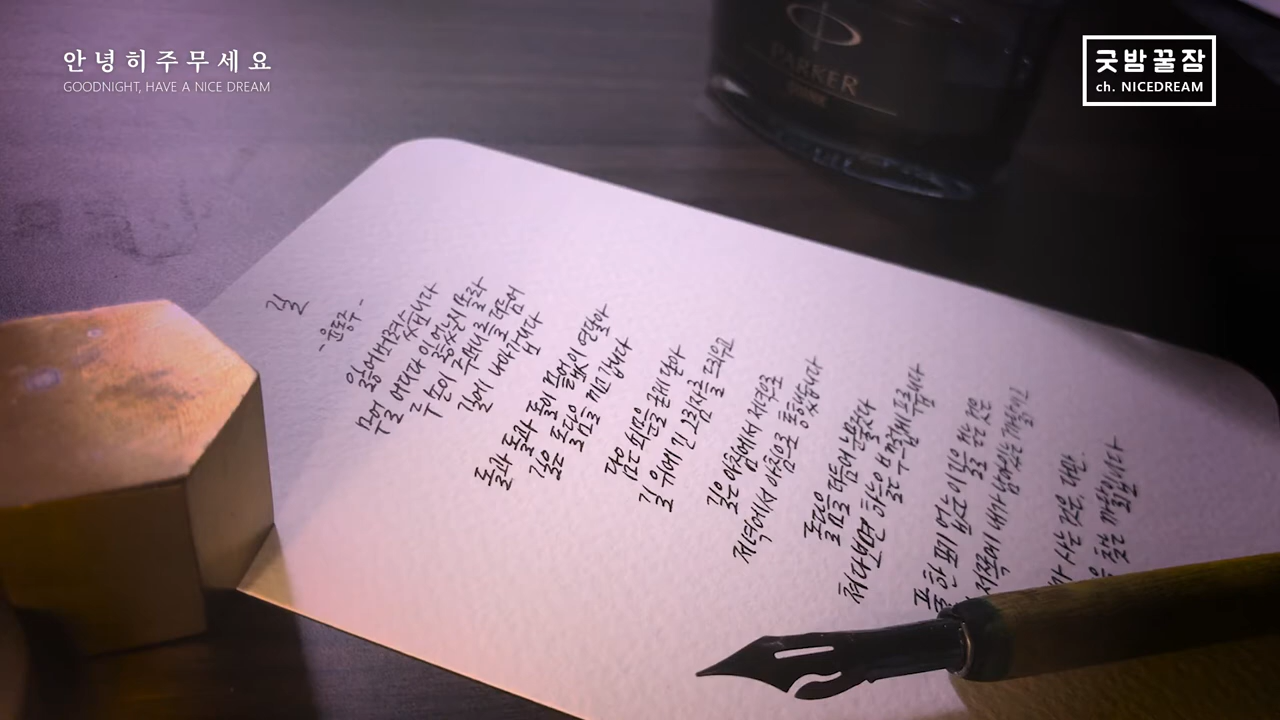 안녕히주무세요
GOODNIGHT, HAVE A NICE DREAM
굿밤꿀잠
ch. NICEDREAM
PARKER
길
- 윤동주 -
잃어버렸습니다
무얼 어디다 잃었는지 몰라
두 손이 주머니를 더듬어
길에 나아갑니다
돌과 돌과 돌이 끝없이 연달아
길은 돌담을 끼고 갑니다
담은 쇠문을 굳게 닫아
길 위에 긴 그림자를 드리우고
길은 아침에서 저녁으로
저녁에서 아침으로 통했습니다
돌담을 더듬어 눈물짓다
쳐다보면 하늘은 부끄럽게 푸릅니다
풀 한 포기 없는 이 길을 걷는 것은
저쪽에 내가 남아있는 까닭이고
사는 것은, 다만,
찾는 까닭입니다